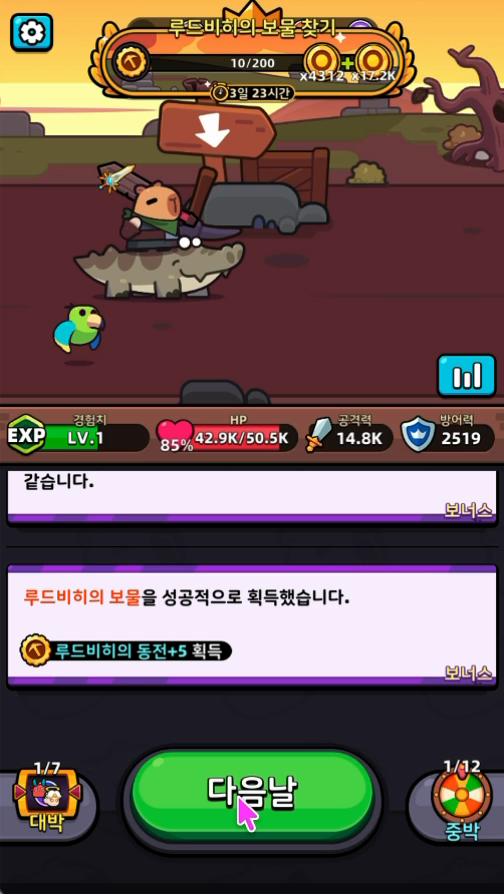 루드비히의 보물 찾기
10/200
x4312 x17.2K
3일 23시간
경험치
EXP LV.1
85%
HP
42.9K/50.5K
공격력
14.8K
방어력
2519
같습니다.
보너스
루드비히의 보물을 성공적으로 획득했습니다.
루드비히의 동전+5 획득
보너스
1/7
대박
다음날
1/12
중박